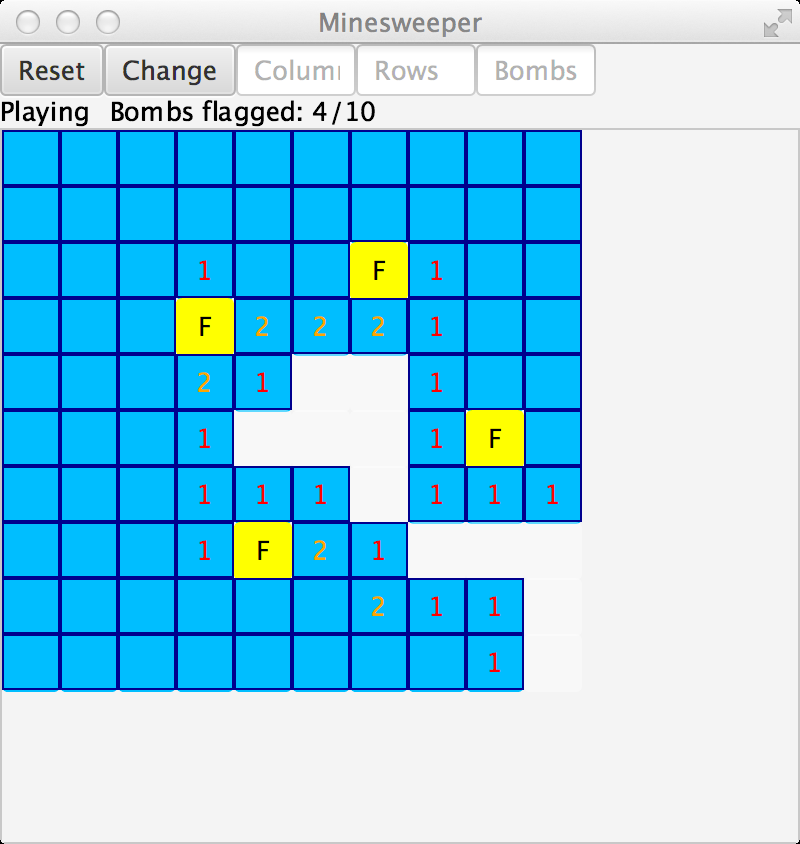 Minesweeper
Reset Change Column Rows Bombs
Playing Bombs flagged: 4/10
1 F 1
F 2 2 2 1
2 1 1
1 1 F
1 1 1 1 1 1
1 F 2 1
2 1 1
1